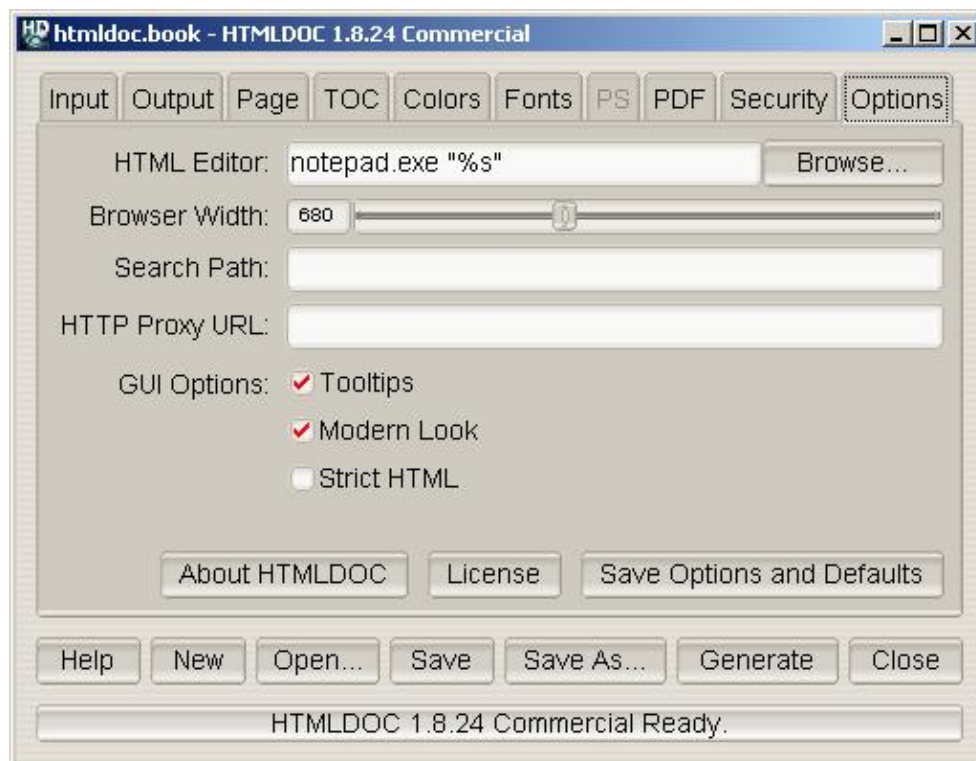 htmldoc.book - HTMLDOC 1.8.24 Commercial
Input Output Page TOC Colors Fonts PS PDF Security Options
HTML Editor: notepad.exe "%s" Browse...
Browser Width: 680
Search Path:
HTTP Proxy URL:
GUI Options: Tooltips
Modern Look
Strict HTML
About HTMLDOC License Save Options and Defaults
Help New Open... Save Save As... Generate Close
HTMLDOC 1.8.24 Commercial Ready.